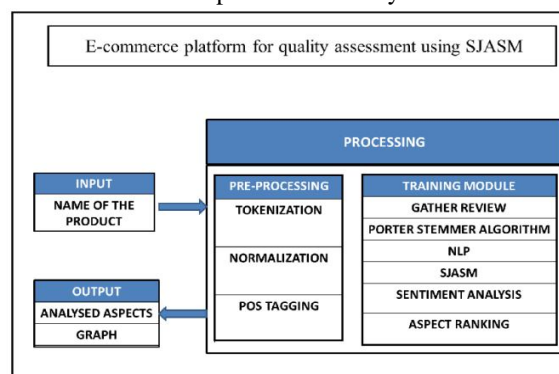 E-commerce platform for quality assessment using SJASM
PROCESSING
INPUT
NAME OF THE
PRODUCT
PRE-PROCESSING
TOKENIZATION
NORMALIZATION
POS TAGGING
TRAINING MODULE
GATHER REVIEW
PORTER STEMMER ALGORITHM
NLP
SJASM
SENTIMENT ANALYSIS
ASPECT RANKING
OUTPUT
ANALYSED ASPECTS
GRAPH